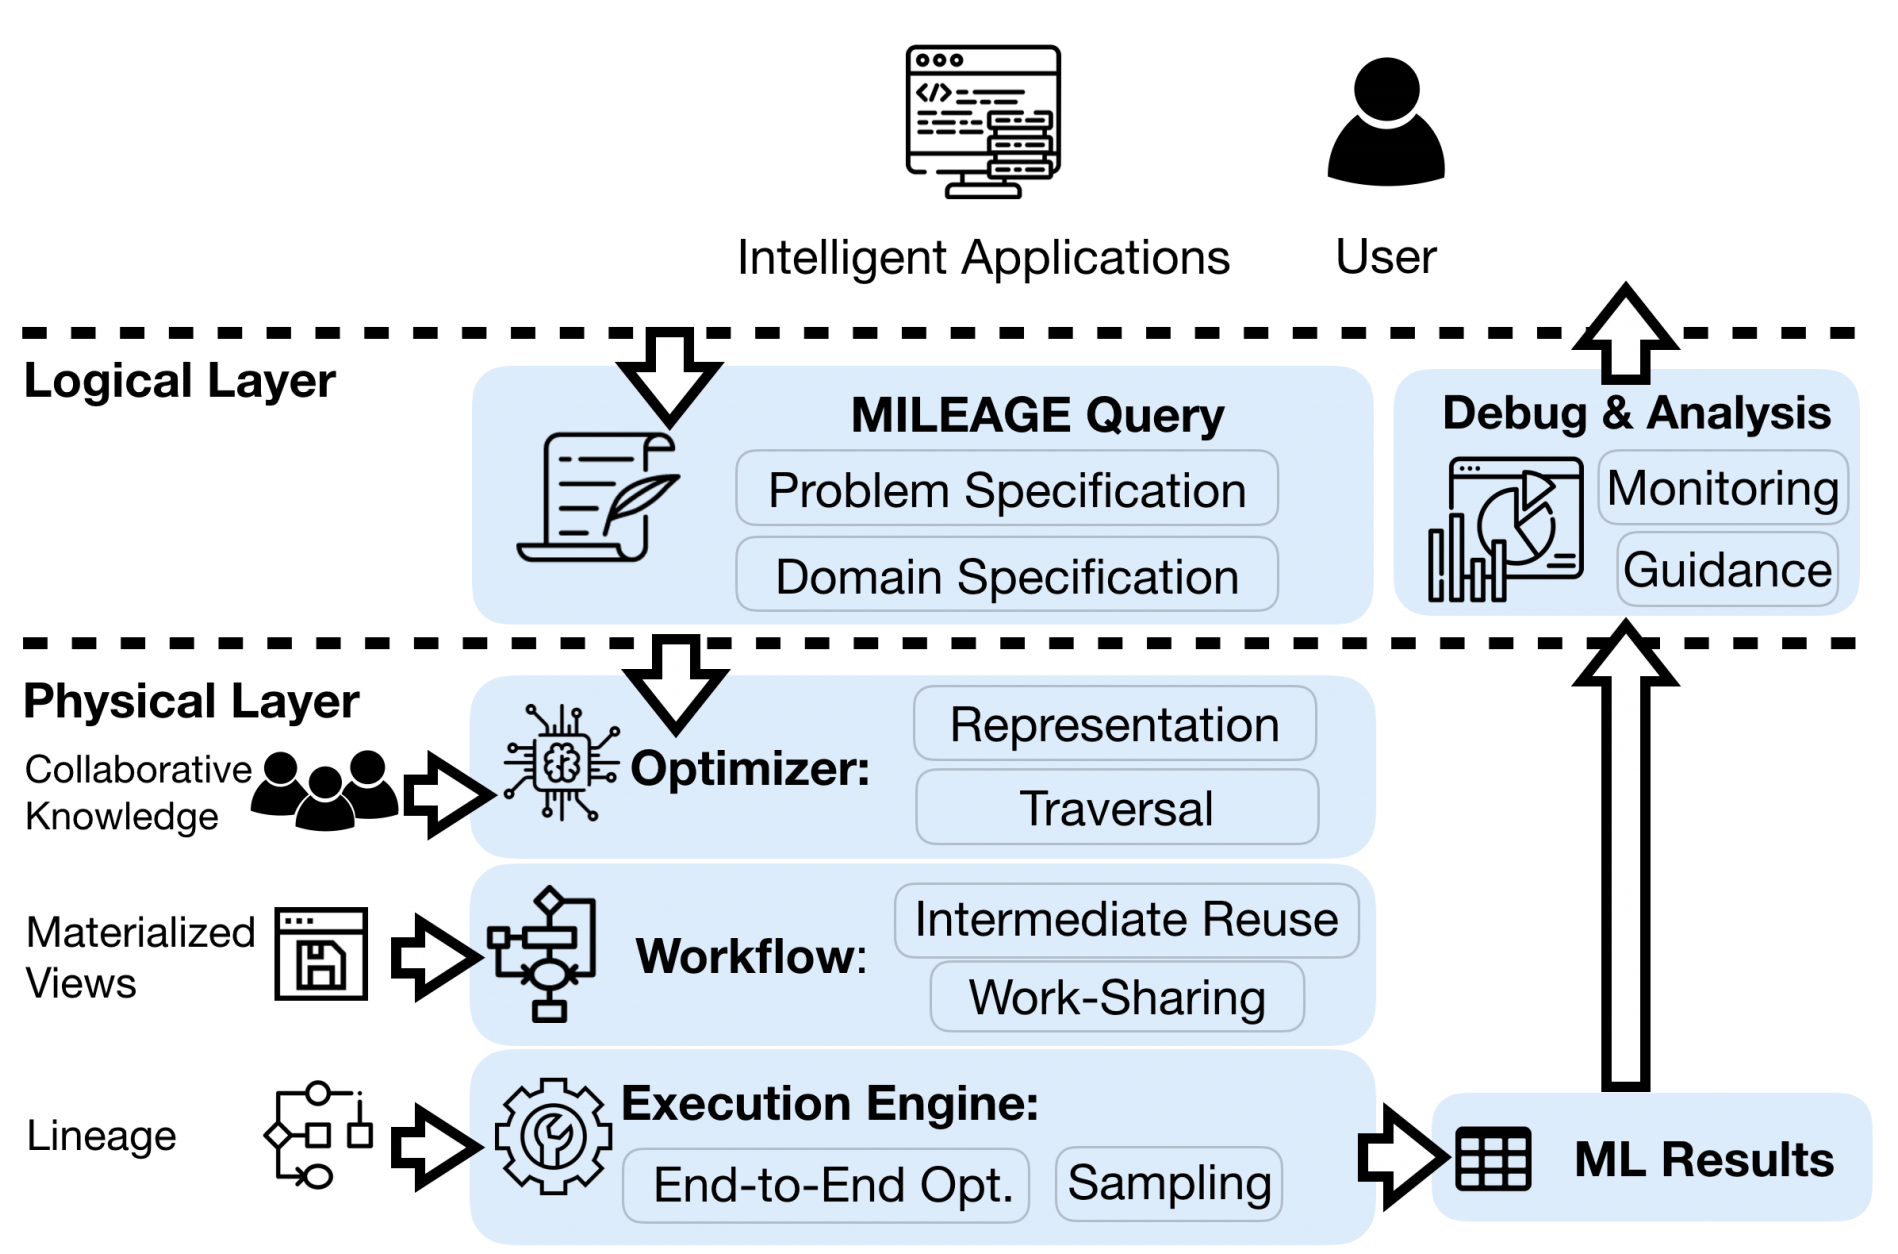 Intelligent Applications
User
Logical Layer
MILEAGE Query
Problem Specification
Domain Specification
Debug & Analysis
Monitoring
Guidance
Physical Layer
Collaborative
Knowledge
Optimizer:
Representation
Traversal
Materialized
Views
Workflow:
Intermediate Reuse
Work-Sharing
Lineage
Execution Engine:
End-to-End Opt.
Sampling
ML Results